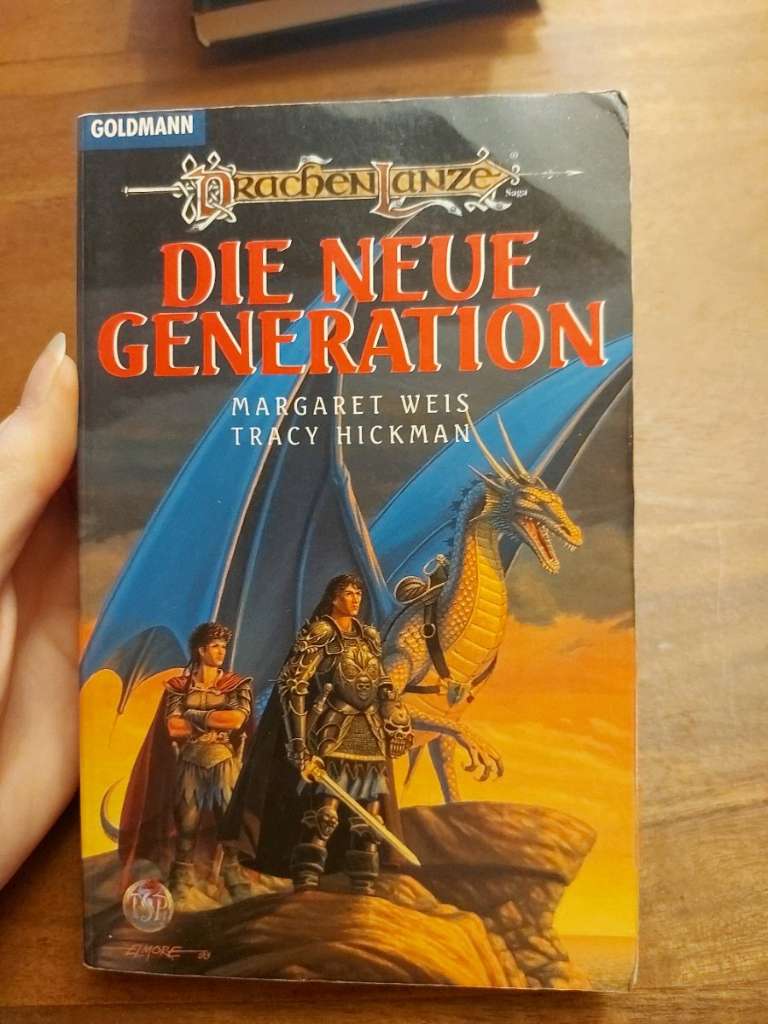 GOLDMANN
DRACHENLANZE®
Saga
DIE NEUE
GENERATION
MARGARET WEIS
TRACY HICKMAN
TSR
ELMORE